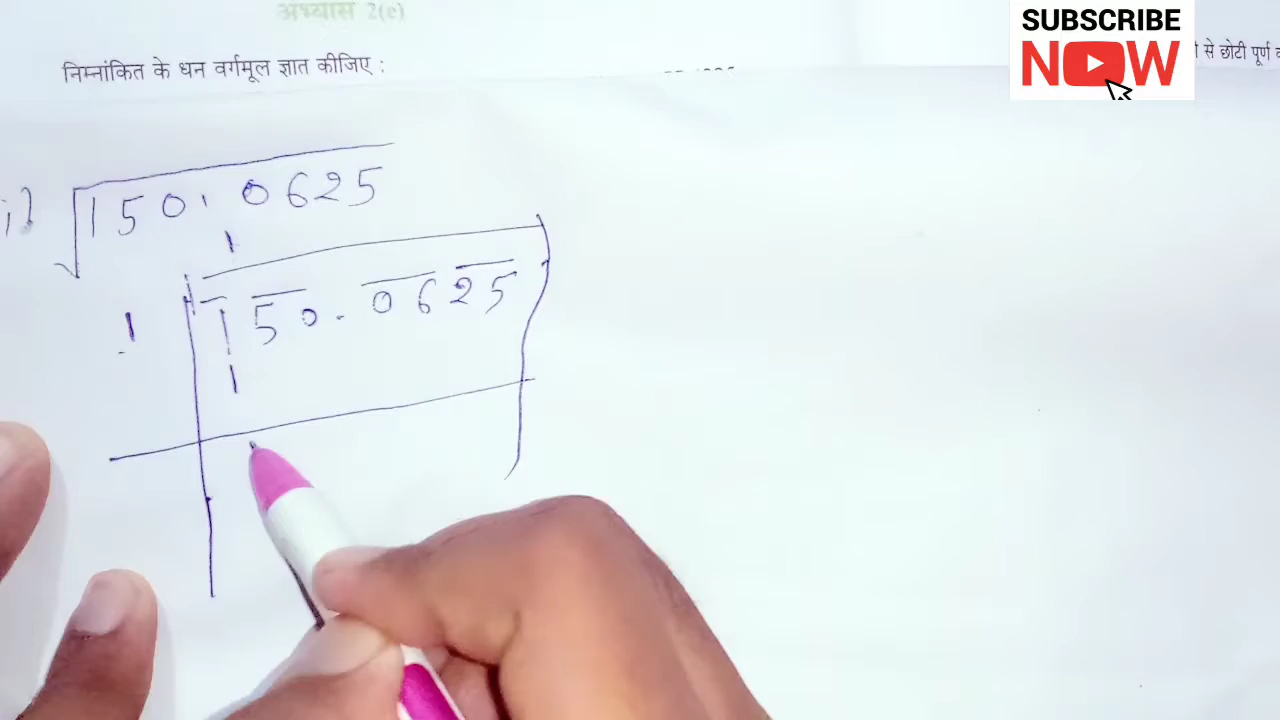 अभ्यास 2(e)
SUBSCRIBE
NOW
निम्नांकित के धन वर्गमूल ज्ञात कीजिए :
से छोटी पूर्ण
150.0625
1
1
150.0625
1